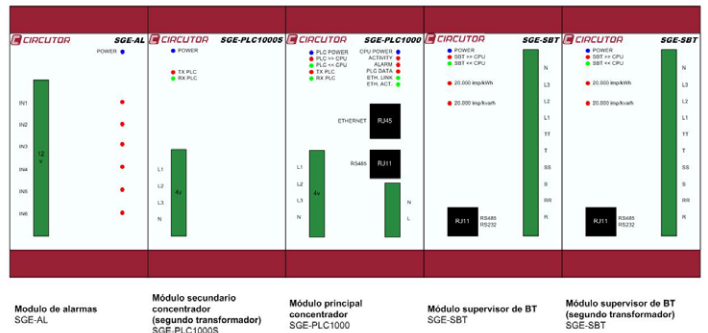 CIRCUTOR SGE-AL
POWER
IN1
IN2
IN3
IN4
IN5
IN6
12
v
CIRCUTOR SGE-PLC1000S
POWER
TX PLC
RX PLC
L1
L2
L3
N
4v
CIRCUTOR SGE-PLC1000
PLC POWER CPU POWER
PLC >> CPU ACTIVITY
PLC << CPU ALARM
TX PLC PLC DATA
RX PLC ETH. LINK
ETH. ACT.
ETHERNET RJ45
RS485 RJ11
L1
L2
L3
N
4v
N
L
CIRCUTOR SGE-SBT
POWER
SBT >> CPU
SBT << CPU
20.000 imp/kWh
20.000 imp/kvarh
N
L3
L2
L1
TT
T
SS
S
RR
R
RJ11 RS485
RS232
CIRCUTOR SGE-SBT
POWER
SBT >> CPU
SBT << CPU
20.000 imp/kWh
20.000 imp/kvarh
N
L3
L2
L1
TT
T
SS
S
RR
R
RJ11 RS485
RS232
Modulo de alarmas
SGE-AL
Módulo secundario
concentrador
(segundo transformador)
SGE-PLC1000S
Módulo principal
concentrador
SGE-PLC1000
Módulo supervisor de BT
SGE-SBT
Módulo supervisor de BT
(segundo transformador)
SGE-SBT